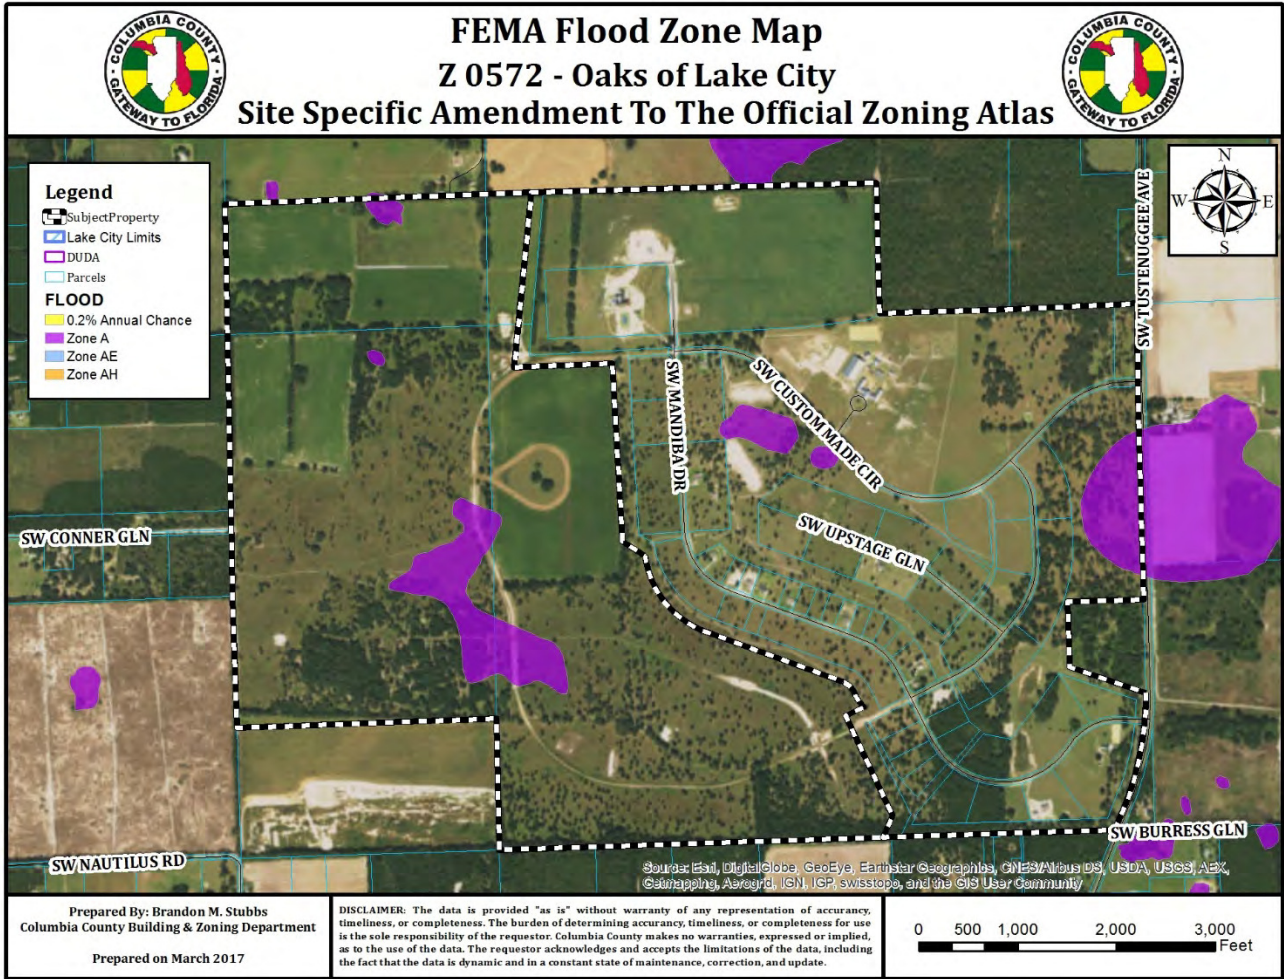 FEMA Flood Zone Map
Z 0572 - Oaks of Lake City
Site Specific Amendment To The Official Zoning Atlas
COLUMBIA COUNTY
GATEWAY TO FLORIDA
COLUMBIA COUNTY
GATEWAY TO FLORIDA
Legend
SubjectProperty
Lake City Limits
DUDA
Parcels
FLOOD
0.2% Annual Chance
Zone A
Zone AE
Zone AH
N
W E
S
SW TUSTENUGGEE AVE
SW MANDIBA DR
SW CUSTOM MADE CIR
SW UPSTAGE GLN
SW CONNER GLN
SW BURRESS GLN
SW NAUTILUS RD
Source: Esri, DigitalGlobe, GeoEye, Earthstar Geographics, CNES/Airbus DS, USDA, USGS, AEX,
Getmapping, Aerogrid, IGN, IGP, swisstopo, and the GIS User Community
Prepared By: Brandon M. Stubbs
Columbia County Building & Zoning Department
Prepared on March 2017
DISCLAIMER: The data is provided "as is" without warranty of any representation of accuracy,
timeliness, or completeness. The burden of determining accuracy, timeliness, or completeness for use
is the sole responsibility of the requestor. Columbia County makes no warranties, expressed or implied,
as to the use of the data. The requestor acknowledges and accepts the limitations of the data, including
the fact that the data is dynamic and in a constant state of maintenance, correction, and update.
0 500 1,000 2,000 3,000
Feet